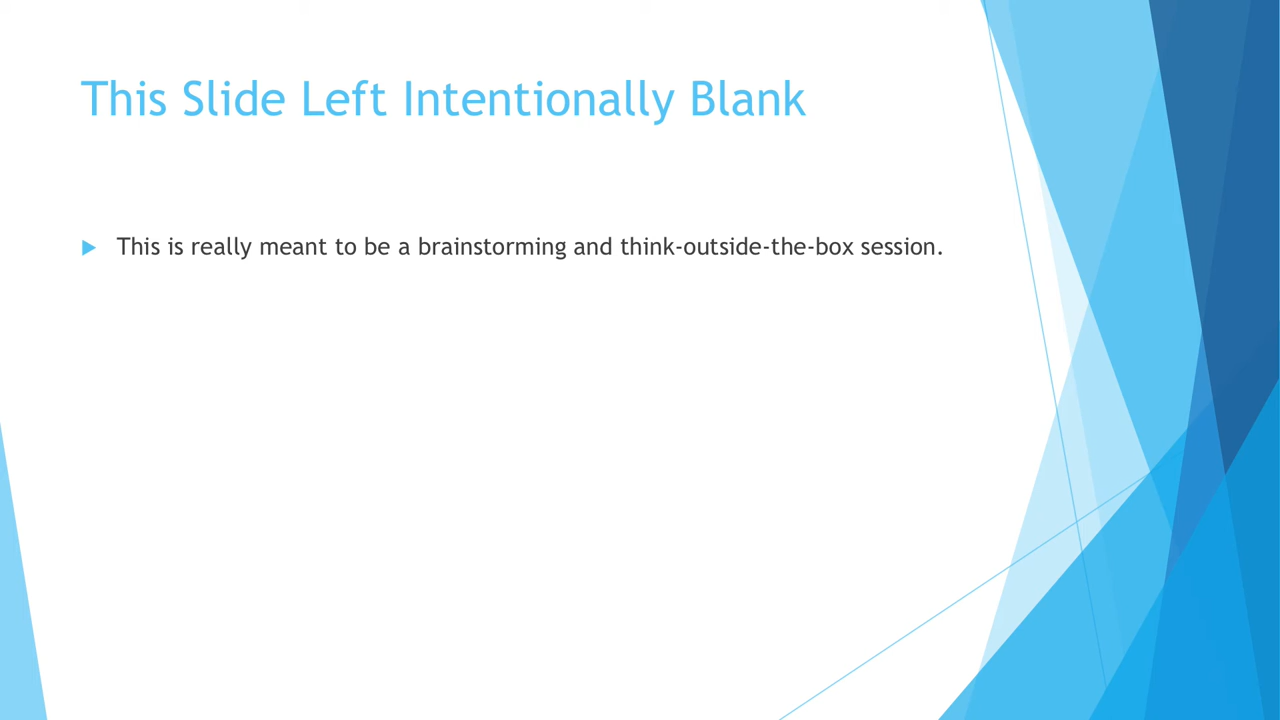 This Slide Left Intentionally Blank
This is really meant to be a brainstorming and think-outside-the-box session.